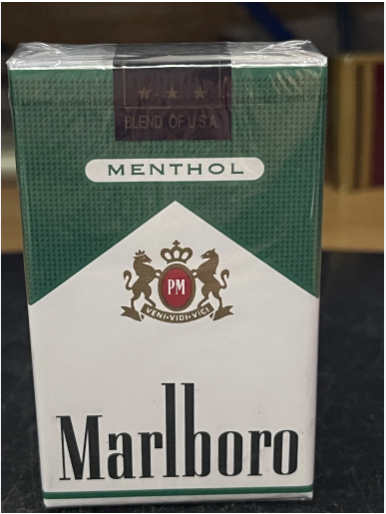 ★ ★ ★
BLEND OF U.S.A
MENTHOL
PM
VENI·VIDI·VICI
Marlboro